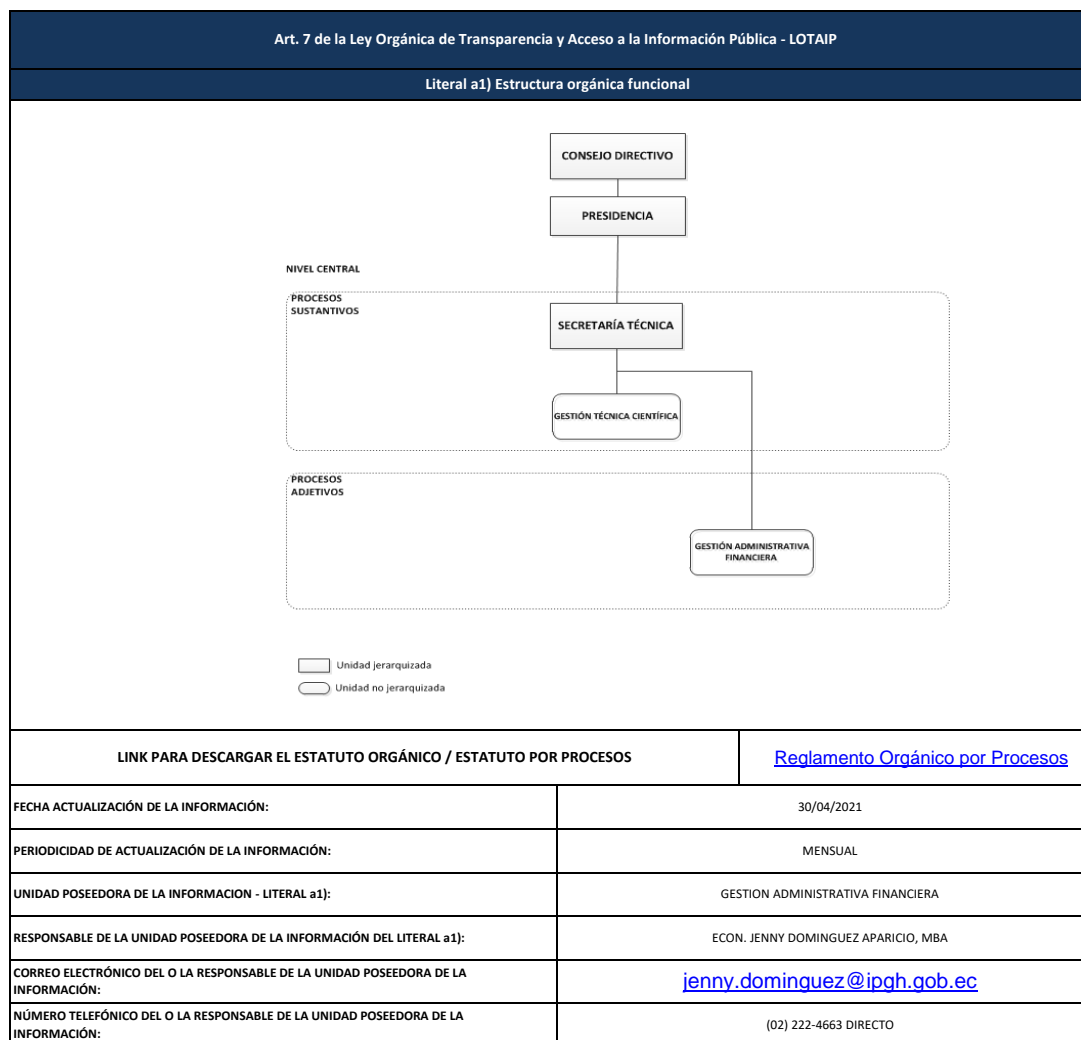 Art. 7 de la Ley Orgánica de Transparencia y Acceso a la Información Pública - LOTAIP
Literal a1) Estructura orgánica funcional
CONSEJO DIRECTIVO
PRESIDENCIA
NIVEL CENTRAL
PROCESOS
SUSTANTIVOS
SECRETARÍA TÉCNICA
GESTIÓN TÉCNICA CIENTÍFICA
PROCESOS
ADJETIVOS
GESTIÓN ADMINISTRATIVA
FINANCIERA
Unidad jerarquizada
Unidad no jerarquizada
LINK PARA DESCARGAR EL ESTATUTO ORGÁNICO / ESTATUTO POR PROCESOS
Reglamento Orgánico por Procesos
FECHA ACTUALIZACIÓN DE LA INFORMACIÓN:
30/04/2021
PERIODICIDAD DE ACTUALIZACIÓN DE LA INFORMACIÓN:
MENSUAL
UNIDAD POSEEDORA DE LA INFORMACION - LITERAL a1):
GESTION ADMINISTRATIVA FINANCIERA
RESPONSABLE DE LA UNIDAD POSEEDORA DE LA INFORMACIÓN DEL LITERAL a1):
ECON. JENNY DOMINGUEZ APARICIO, MBA
CORREO ELECTRÓNICO DEL O LA RESPONSABLE DE LA UNIDAD POSEEDORA DE LA
INFORMACIÓN:
jenny.dominguez@ipgh.gob.ec
NÚMERO TELEFÓNICO DEL O LA RESPONSABLE DE LA UNIDAD POSEEDORA DE LA
INFORMACIÓN:
(02) 222-4663 DIRECTO